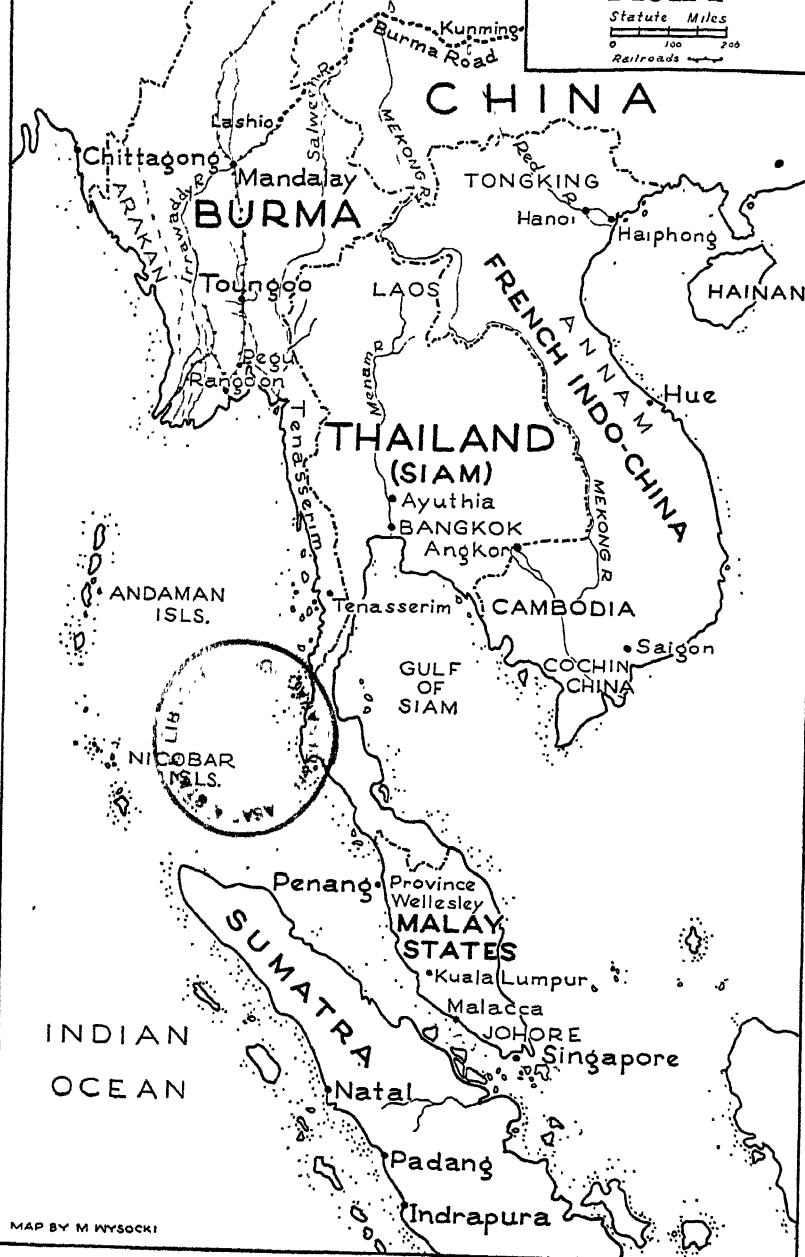 Statute Miles
0 100 200
Railroads
Kunming
Burma Road
CHINA
Lashio
Salween R
MEKONG R
Red R
Chittagong
Mandalay
TONGKING
Hanoi
Haiphong
ARAKAN
Irrawaddy R
BURMA
Toungoo
LAOS
HAINAN
FRENCH INDO-CHINA
ANNAM
Pegu
Rangoon
Menam R
Hue
Tenasserim
THAILAND
(SIAM)
MEKONG R
Ayuthia
BANGKOK
Angkor
ANDAMAN
ISLS.
Tenasserim
CAMBODIA
Saigon
COCHIN
CHINA
GULF
OF
SIAM
LIB
NICOBAR
ISLS.
Penang
Province
Wellesley
MALAY
STATES
SUMATRA
Kuala Lumpur
Malacca
JOHORE
Singapore
INDIAN
OCEAN
Natal
Padang
Indrapura
MAP BY M WYSOCKI